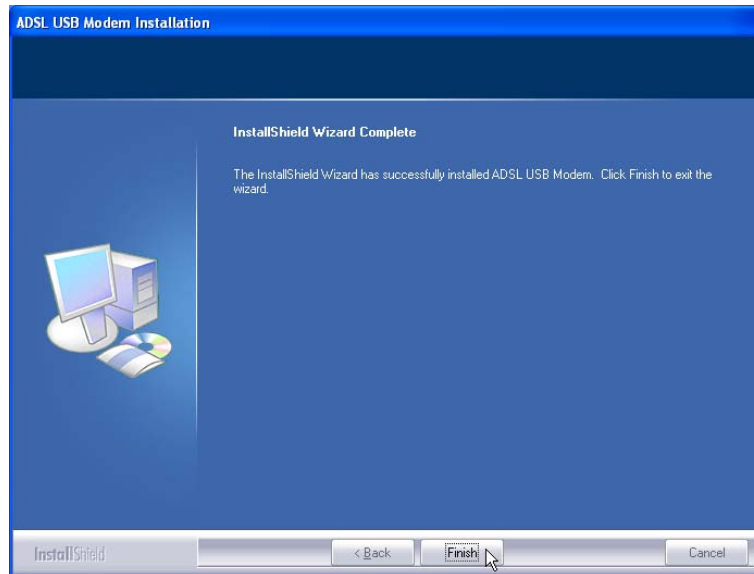 ADSL USB Modem Installation
InstallShield Wizard Complete
The InstallShield Wizard has successfully installed ADSL USB Modem. Click Finish to exit the
wizard.
InstallShield
< Back Finish Cancel